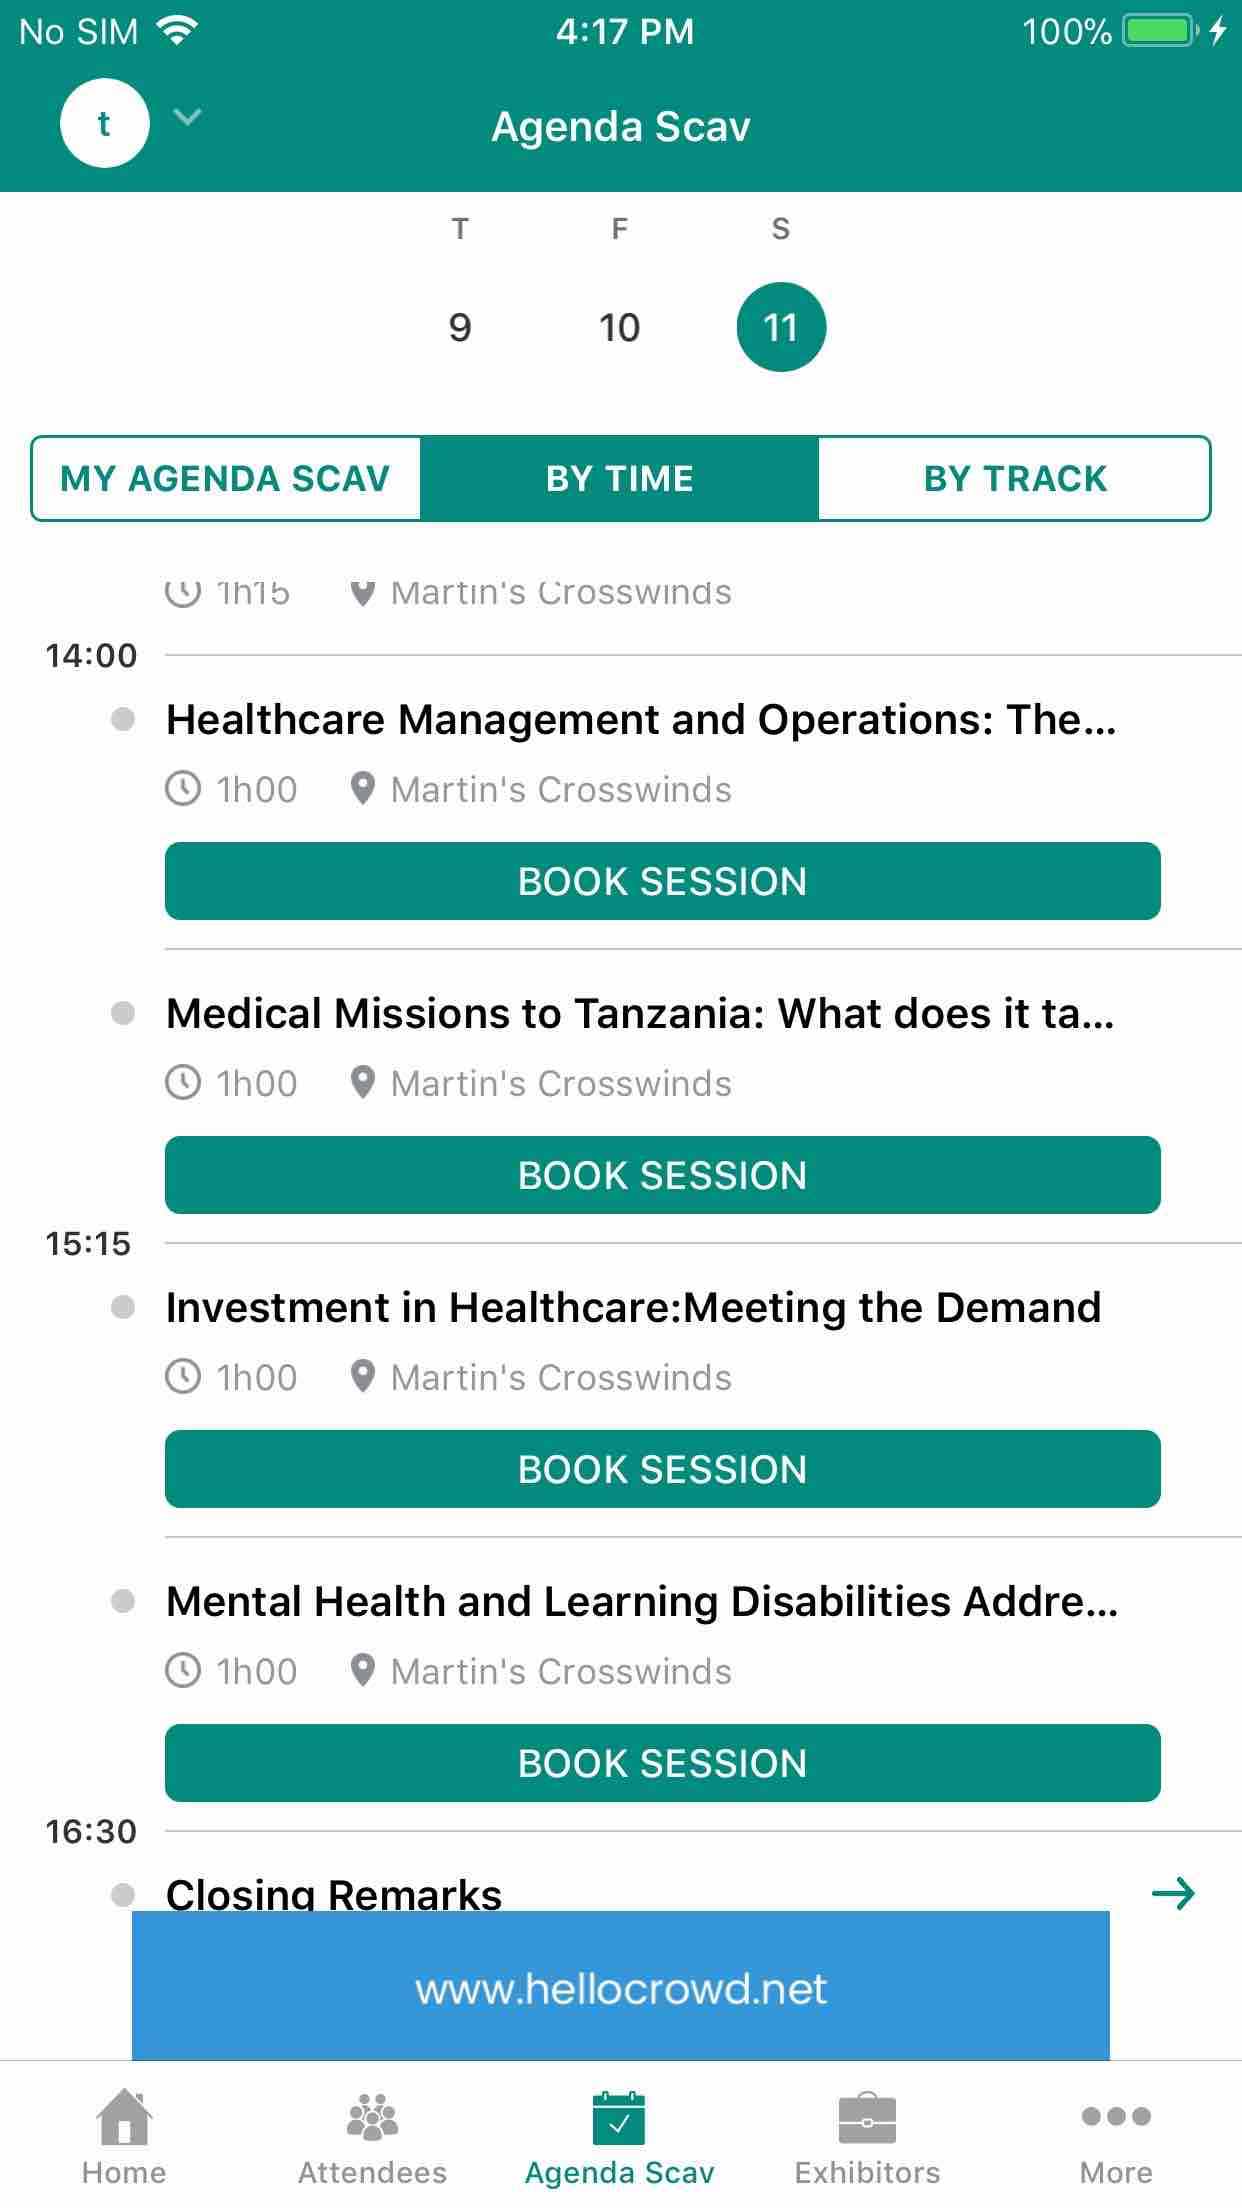 No SIM 4:17 PM 100%
t Agenda Scav
T F S
9 10 11
MY AGENDA SCAV BY TIME BY TRACK
1h15 Martin's Crosswinds
14:00
Healthcare Management and Operations: The...
1h00 Martin's Crosswinds
BOOK SESSION
Medical Missions to Tanzania: What does it ta...
1h00 Martin's Crosswinds
BOOK SESSION
15:15
Investment in Healthcare:Meeting the Demand
1h00 Martin's Crosswinds
BOOK SESSION
Mental Health and Learning Disabilities Addre...
1h00 Martin's Crosswinds
BOOK SESSION
16:30
Closing Remarks
www.hellocrowd.net
Home Attendees Agenda Scav Exhibitors More